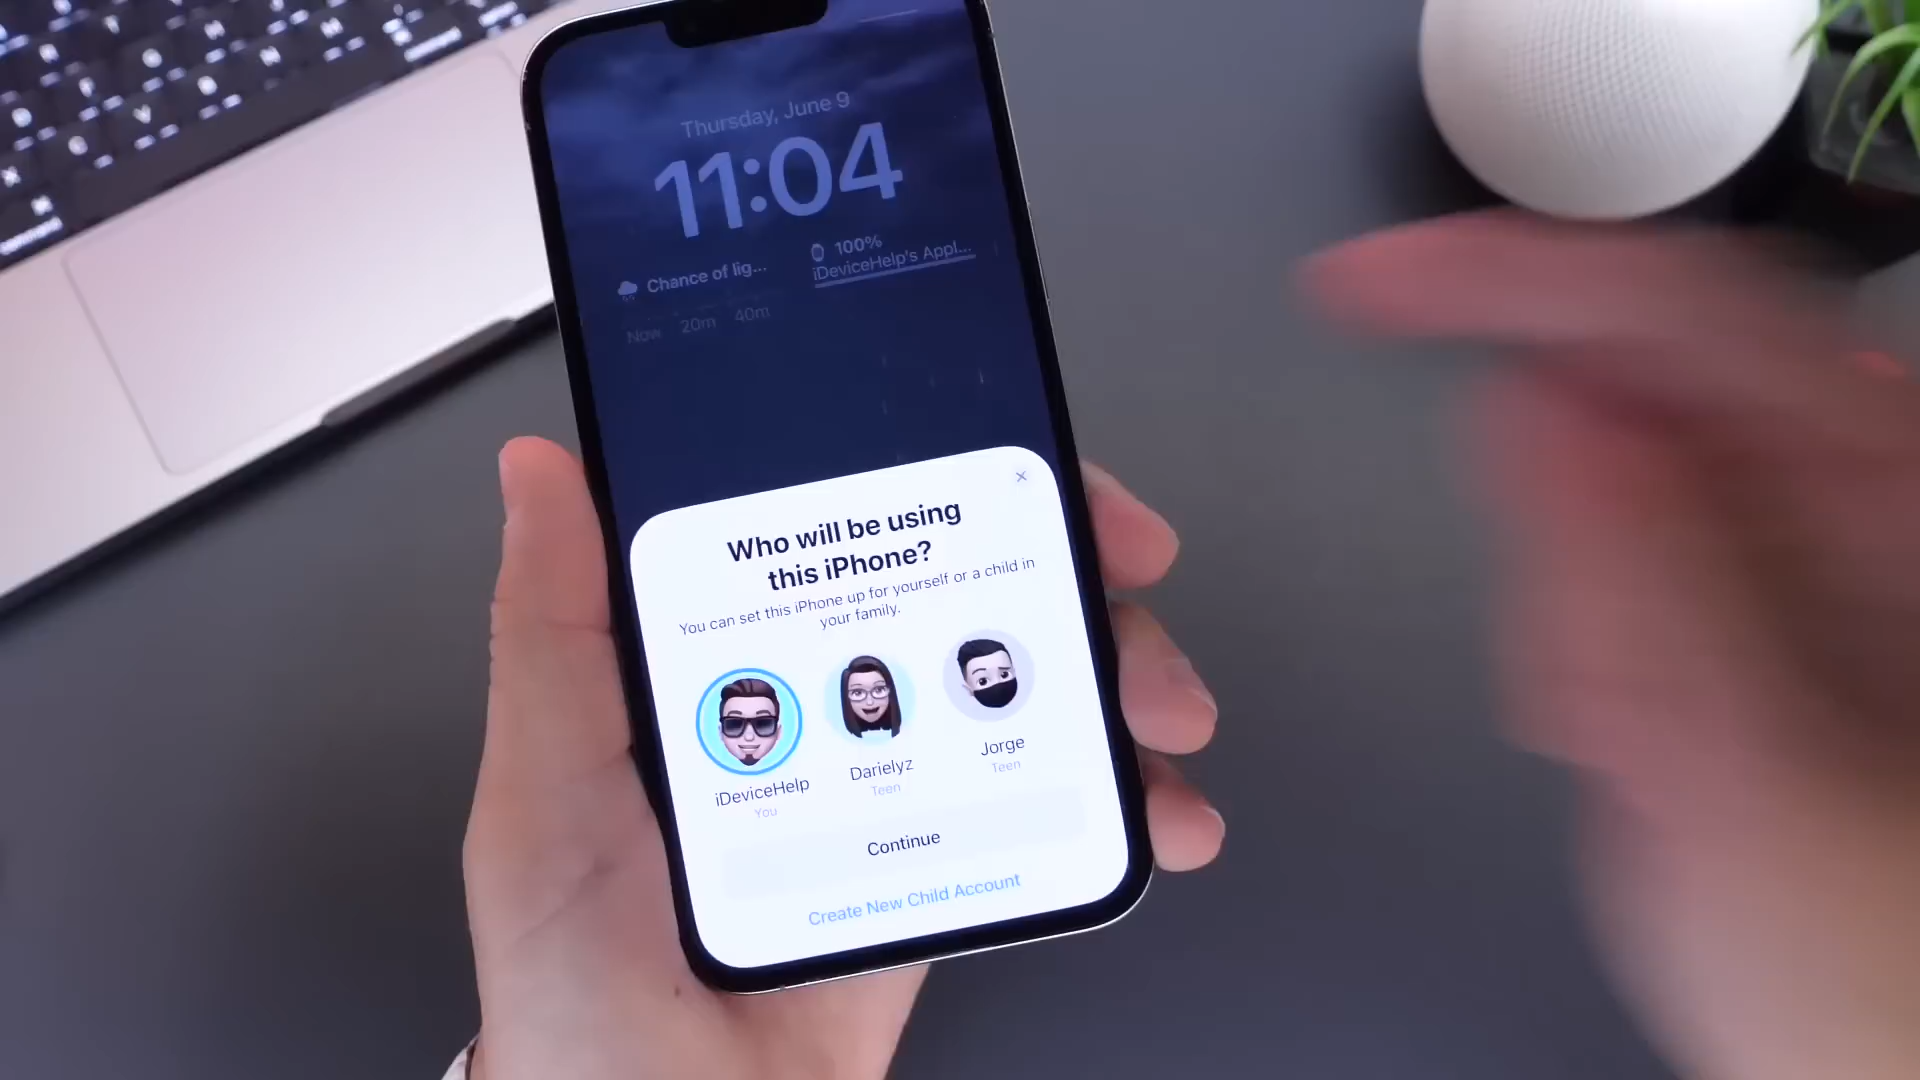 command
Thursday, June 9
11:04
Chance of lig...
100%
iDeviceHelp's Appl...
Now 20m 40m
Who will be using
this iPhone?
You can set this iPhone up for yourself or a child in
your family.
iDeviceHelp
You
Darielyz
Teen
Jorge
Teen
Continue
Create New Child Account